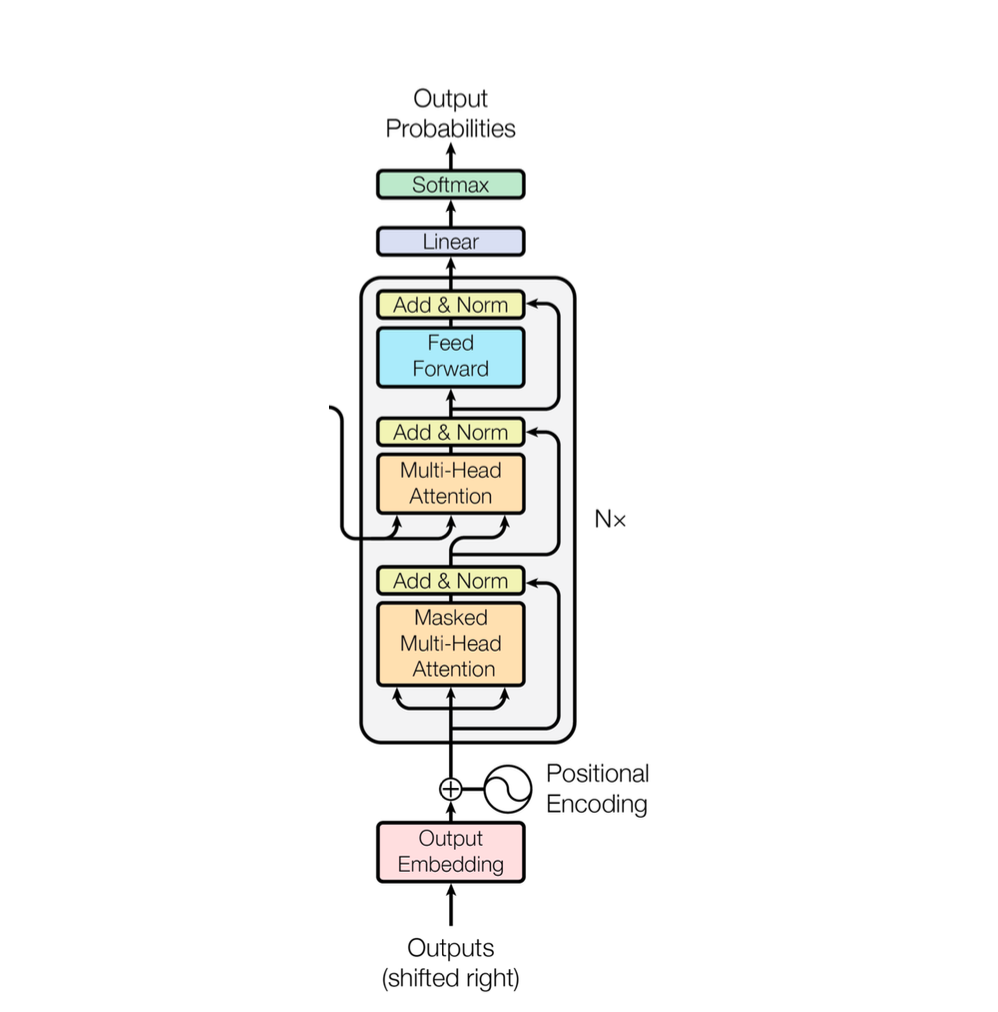 Output
Probabilities
Softmax
Linear
Add & Norm
Feed
Forward
Add & Norm
Multi-Head
Attention
N×
Add & Norm
Masked
Multi-Head
Attention
Positional
Encoding
Output
Embedding
Outputs
(shifted right)